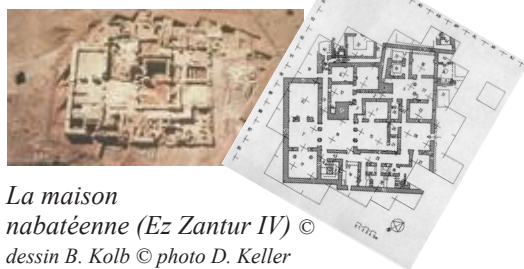 La maison
nabatéenne (Ez Zantur IV) ©
dessin B. Kolb © photo D. Keller